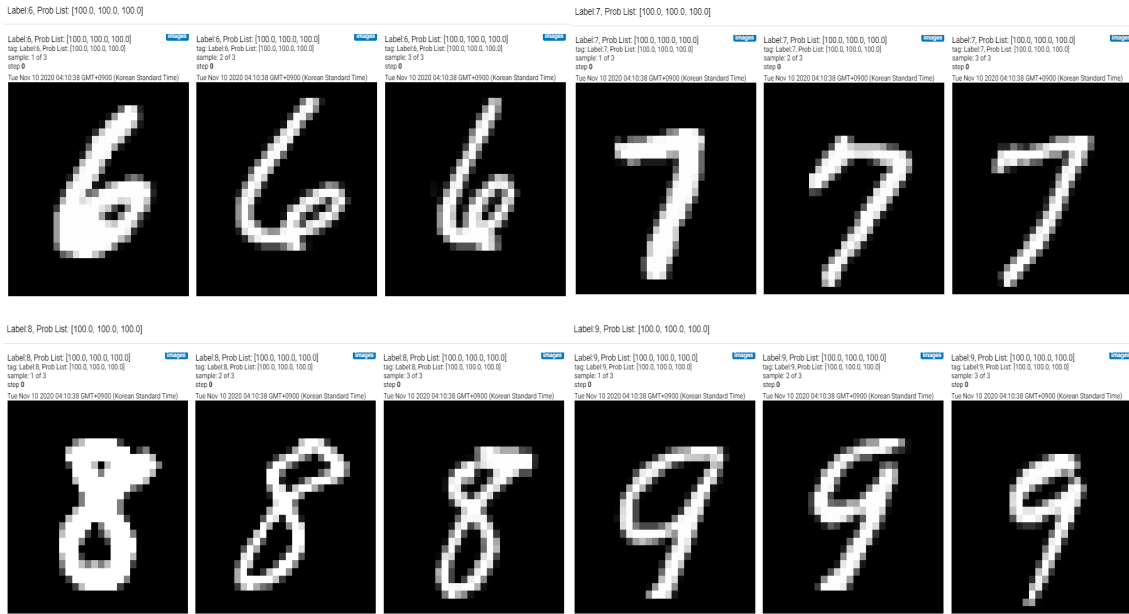 Label:6, Prob List: [100.0, 100.0, 100.0]
Label:6, Prob List: [100.0, 100.0, 100.0] images
tag: Label:6, Prob List: [100.0, 100.0, 100.0]
sample: 1 of 3
step 0
Tue Nov 10 2020 04:10:38 GMT+0900 (Korean Standard Time)
6
Label:6, Prob List: [100.0, 100.0, 100.0] images
tag: Label:6, Prob List: [100.0, 100.0, 100.0]
sample: 2 of 3
step 0
Tue Nov 10 2020 04:10:38 GMT+0900 (Korean Standard Time)
6
Label:6, Prob List: [100.0, 100.0, 100.0] images
tag: Label:6, Prob List: [100.0, 100.0, 100.0]
sample: 3 of 3
step 0
Tue Nov 10 2020 04:10:38 GMT+0900 (Korean Standard Time)
6
Label:7, Prob List: [100.0, 100.0, 100.0]
Label:7, Prob List: [100.0, 100.0, 100.0] images
tag: Label:7, Prob List: [100.0, 100.0, 100.0]
sample: 1 of 3
step 0
Tue Nov 10 2020 04:10:38 GMT+0900 (Korean Standard Time)
7
Label:7, Prob List: [100.0, 100.0, 100.0] images
tag: Label:7, Prob List: [100.0, 100.0, 100.0]
sample: 2 of 3
step 0
Tue Nov 10 2020 04:10:38 GMT+0900 (Korean Standard Time)
7
Label:7, Prob List: [100.0, 100.0, 100.0]
tag: Label:7, Prob List: [100.0, 100.0, 100.0]
sample: 3 of 3
step 0
Tue Nov 10 2020 04:10:38 GMT+0900 (Korean Standard Time)
7
Label:8, Prob List: [100.0, 100.0, 100.0]
Label:8, Prob List: [100.0, 100.0, 100.0] images
tag: Label:8, Prob List: [100.0, 100.0, 100.0]
sample: 1 of 3
step 0
Tue Nov 10 2020 04:10:38 GMT+0900 (Korean Standard Time)
8
Label:8, Prob List: [100.0, 100.0, 100.0] images
tag: Label:8, Prob List: [100.0, 100.0, 100.0]
sample: 2 of 3
step 0
Tue Nov 10 2020 04:10:38 GMT+0900 (Korean Standard Time)
8
Label:8, Prob List: [100.0, 100.0, 100.0] images
tag: Label:8, Prob List: [100.0, 100.0, 100.0]
sample: 3 of 3
step 0
Tue Nov 10 2020 04:10:38 GMT+0900 (Korean Standard Time)
8
Label:9, Prob List: [100.0, 100.0, 100.0]
Label:9, Prob List: [100.0, 100.0, 100.0] images
tag: Label:9, Prob List: [100.0, 100.0, 100.0]
sample: 1 of 3
step 0
Tue Nov 10 2020 04:10:38 GMT+0900 (Korean Standard Time)
9
Label:9, Prob List: [100.0, 100.0, 100.0] images
tag: Label:9, Prob List: [100.0, 100.0, 100.0]
sample: 2 of 3
step 0
Tue Nov 10 2020 04:10:38 GMT+0900 (Korean Standard Time)
9
Label:9, Prob List: [100.0, 100.0, 100.0]
tag: Label:9, Prob List: [100.0, 100.0, 100.0]
sample: 3 of 3
step 0
Tue Nov 10 2020 04:10:38 GMT+0900 (Korean Standard Time)
9